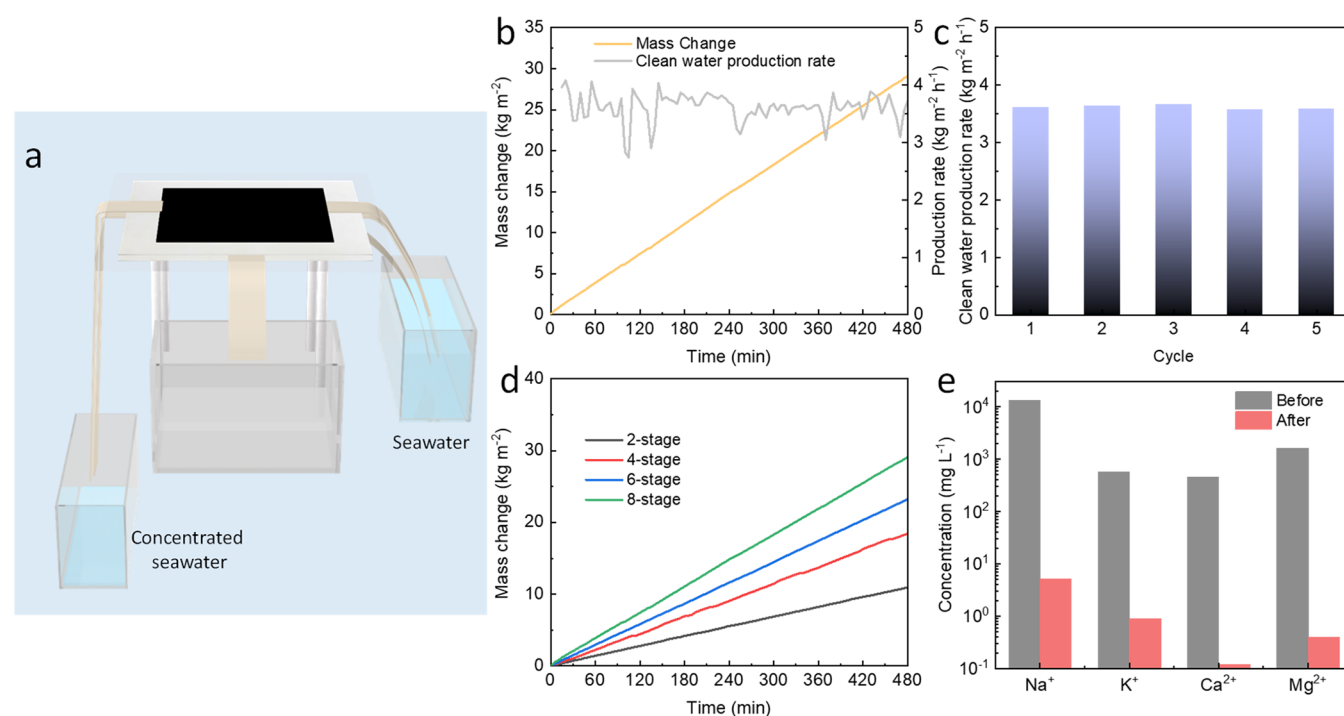 a
Seawater
Concentrated
seawater
b
Mass change (kg m⁻²)
35
30
25
20
15
10
5
0
Mass Change
Clean water production rate
5
4
3
2
1
0
Production rate (kg m⁻² h⁻¹)
0 60 120 180 240 300 360 420 480
Time (min)
c
Clean water production rate (kg m⁻² h⁻¹)
5
4
3
2
1
0
1 2 3 4 5
Cycle
d
Mass change (kg m⁻²)
40
30
20
10
0
2-stage
4-stage
6-stage
8-stage
0 60 120 180 240 300 360 420 480
Time (min)
e
Concentration (mg L⁻¹)
10⁴
10³
10²
10¹
10⁰
10⁻¹
Before
After
Na⁺ K⁺ Ca²⁺ Mg²⁺